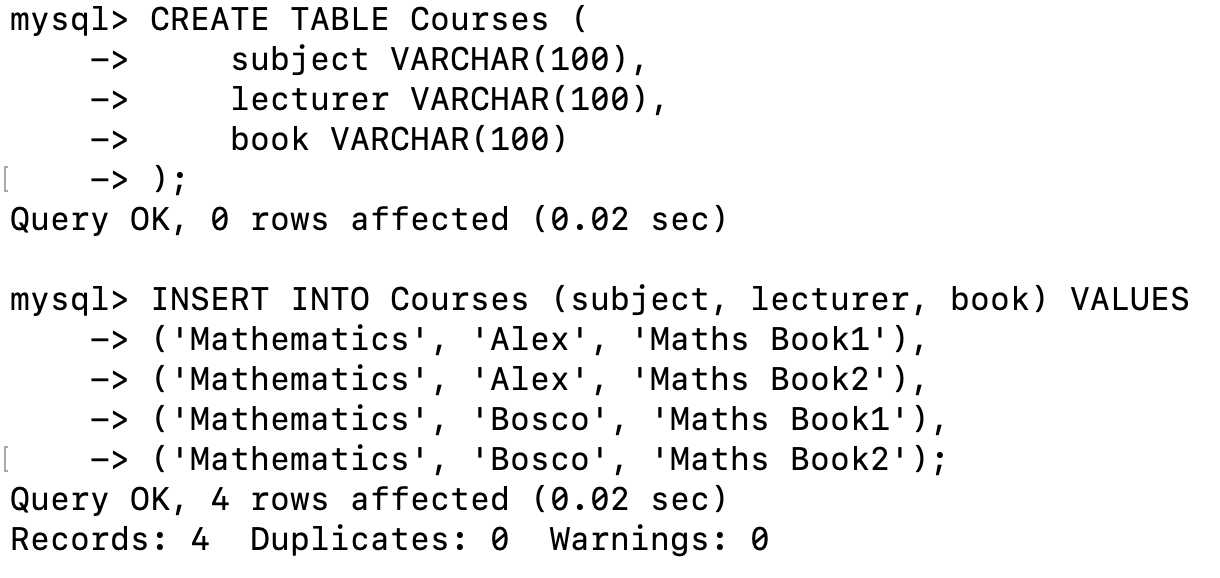 mysql> CREATE TABLE Courses (
    ->     subject VARCHAR(100),
    ->     lecturer VARCHAR(100),
    ->     book VARCHAR(100)
[    -> );
Query OK, 0 rows affected (0.02 sec)

mysql> INSERT INTO Courses (subject, lecturer, book) VALUES
    -> ('Mathematics', 'Alex', 'Maths Book1'),
    -> ('Mathematics', 'Alex', 'Maths Book2'),
    -> ('Mathematics', 'Bosco', 'Maths Book1'),
[    -> ('Mathematics', 'Bosco', 'Maths Book2');
Query OK, 4 rows affected (0.02 sec)
Records: 4  Duplicates: 0  Warnings: 0